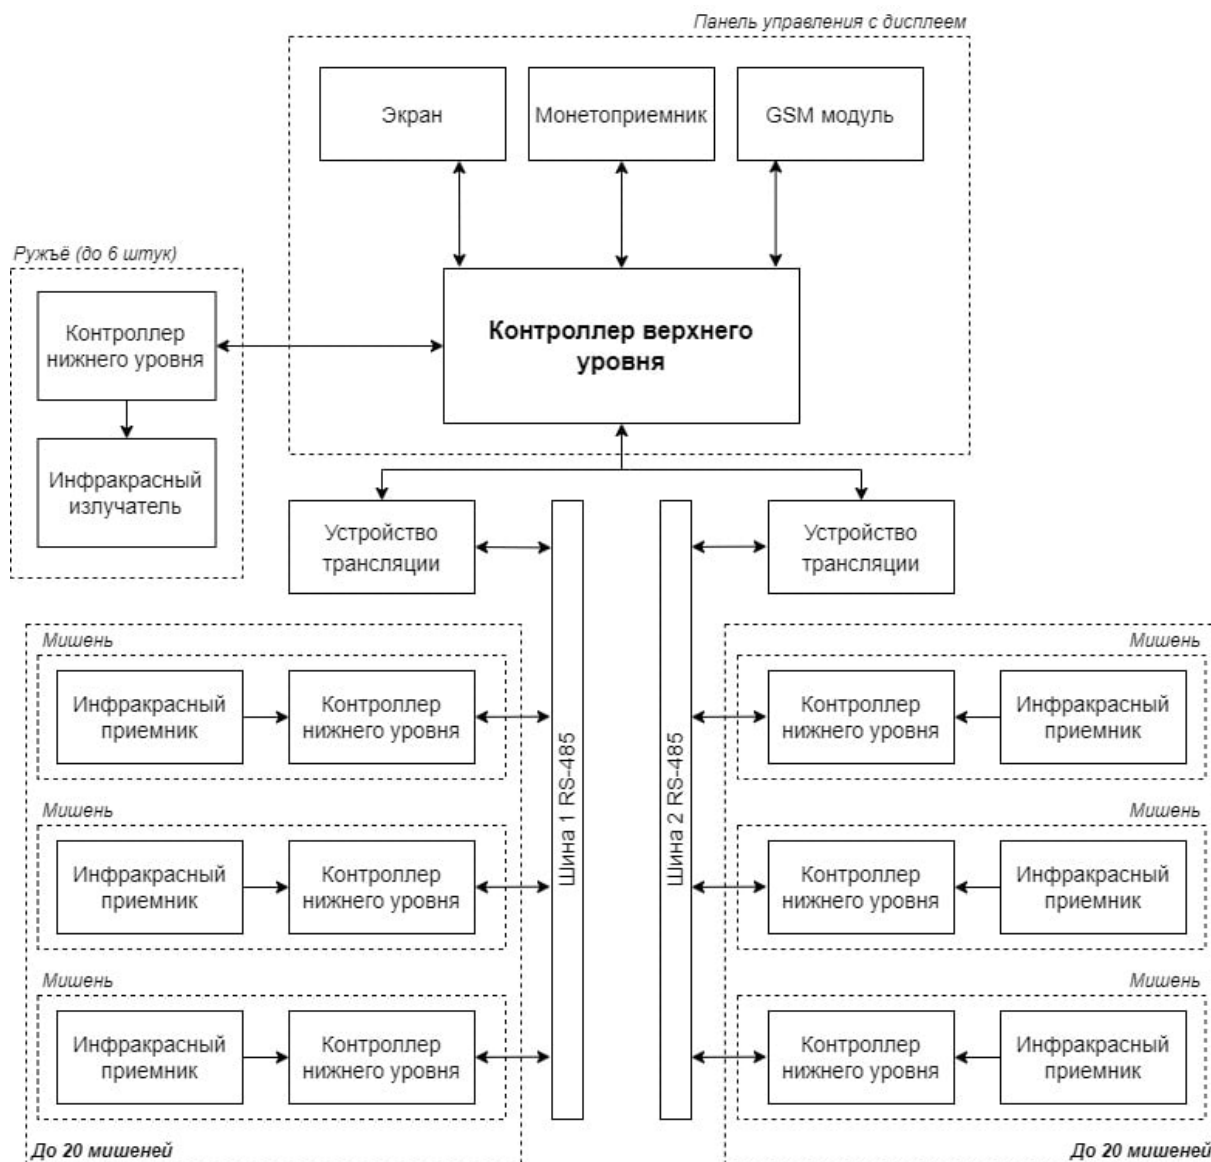 Панель управления с дисплеем
Экран
Монетоприемник
GSM модуль
Ружъё (до 6 штук)
Контроллер
нижнего уровня
Контроллер верхнего
уровня
Инфракрасный
излучатель
Устройство
трансляции
Устройство
трансляции
Шина 1 RS-485
Шина 2 RS-485
Мишень
Инфракрасный
приемник
Контроллер
нижнего уровня
Мишень
Контроллер
нижнего уровня
Инфракрасный
приемник
Мишень
Инфракрасный
приемник
Контроллер
нижнего уровня
Мишень
Контроллер
нижнего уровня
Инфракрасный
приемник
Мишень
Инфракрасный
приемник
Контроллер
нижнего уровня
Мишень
Контроллер
нижнего уровня
Инфракрасный
приемник
До 20 мишеней
До 20 мишеней